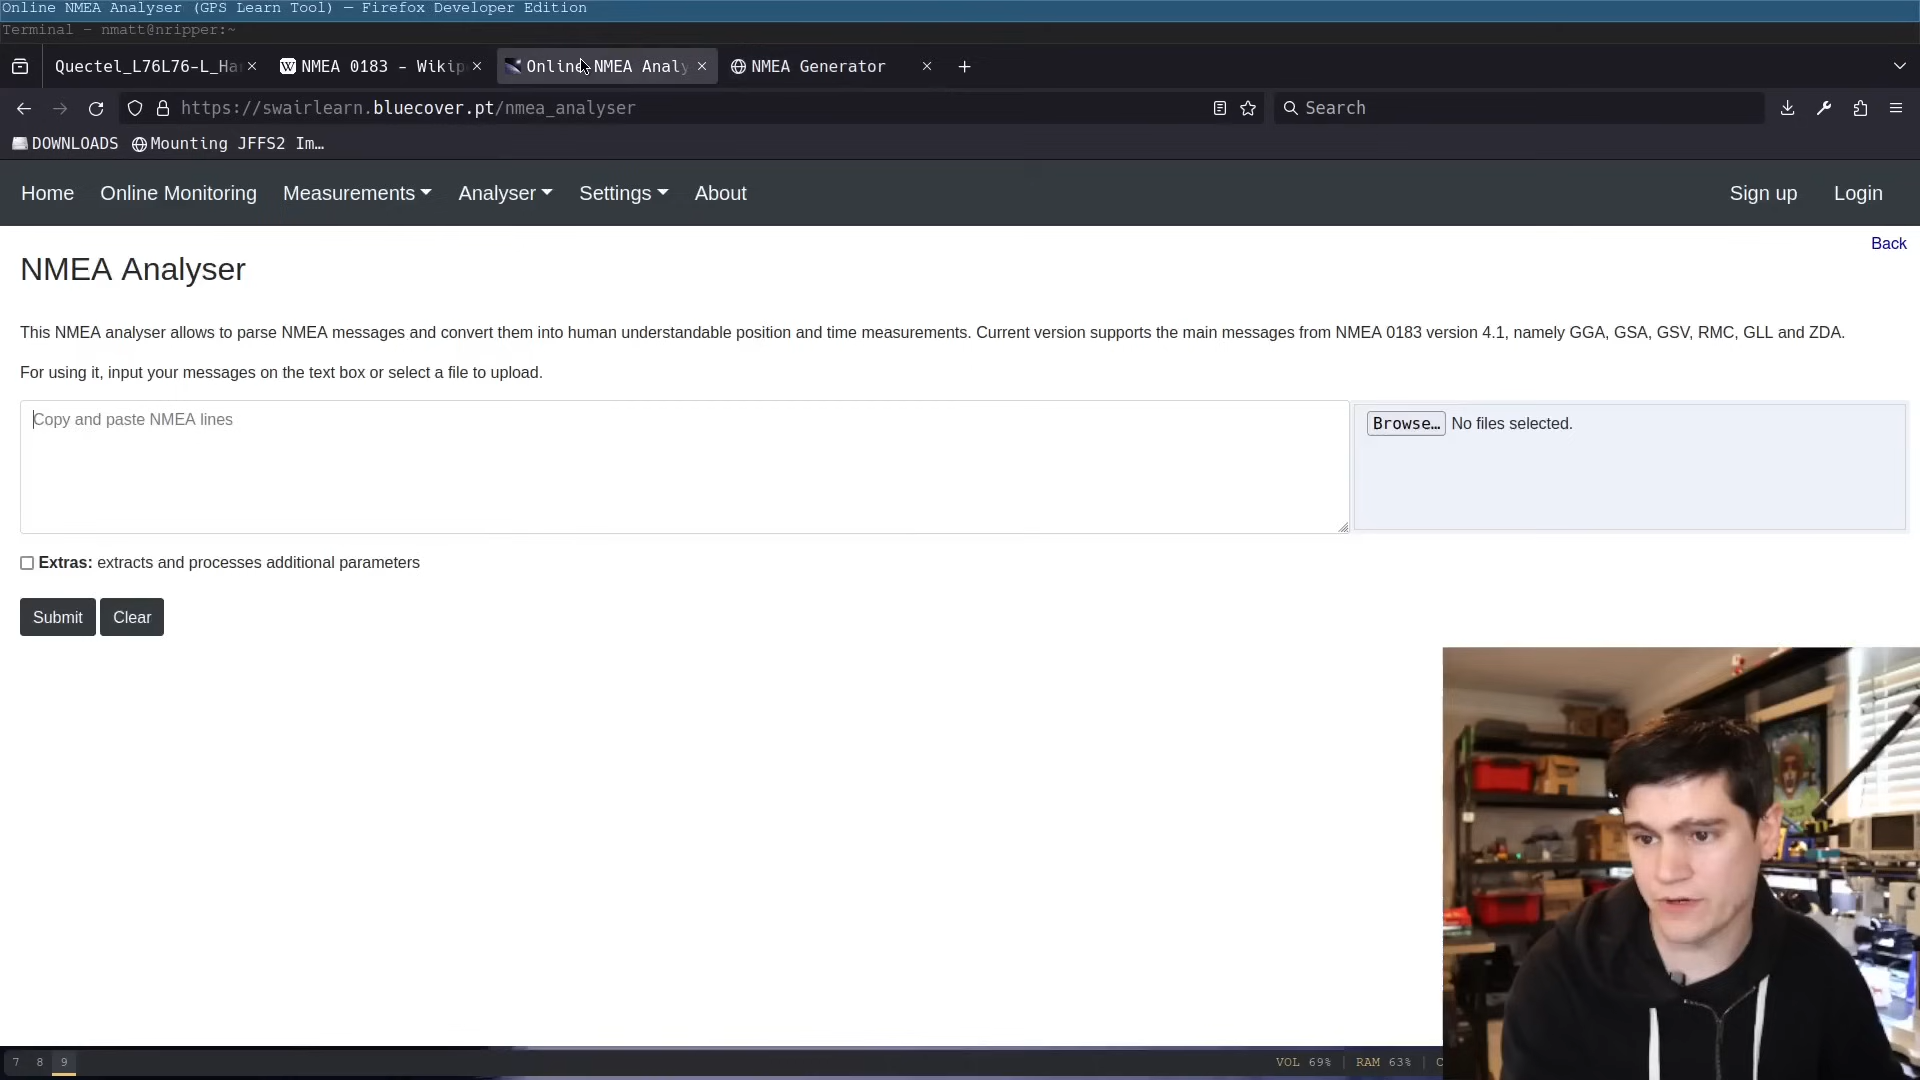 Online NMEA Analyser (GPS Learn Tool) — Firefox Developer Edition
Terminal - nmatt@nripper:~
Quectel_L76L76-L_Ha
NMEA 0183 - Wikip
Online NMEA Analy
NMEA Generator
https://swairlearn.bluecover.pt/nmea_analyser
Search
DOWNLOADS
Mounting JFFS2 Im…
Home
Online Monitoring
Measurements
Analyser
Settings
About
Sign up
Login
Back
NMEA Analyser
This NMEA analyser allows to parse NMEA messages and convert them into human understandable position and time measurements. Current version supports the main messages from NMEA 0183 version 4.1, namely GGA, GSA, GSV, RMC, GLL and ZDA.
For using it, input your messages on the text box or select a file to upload.
Copy and paste NMEA lines
Browse… No files selected.
Extras: extracts and processes additional parameters
Submit
Clear
7 8 9
VOL 69% | RAM 63% | C